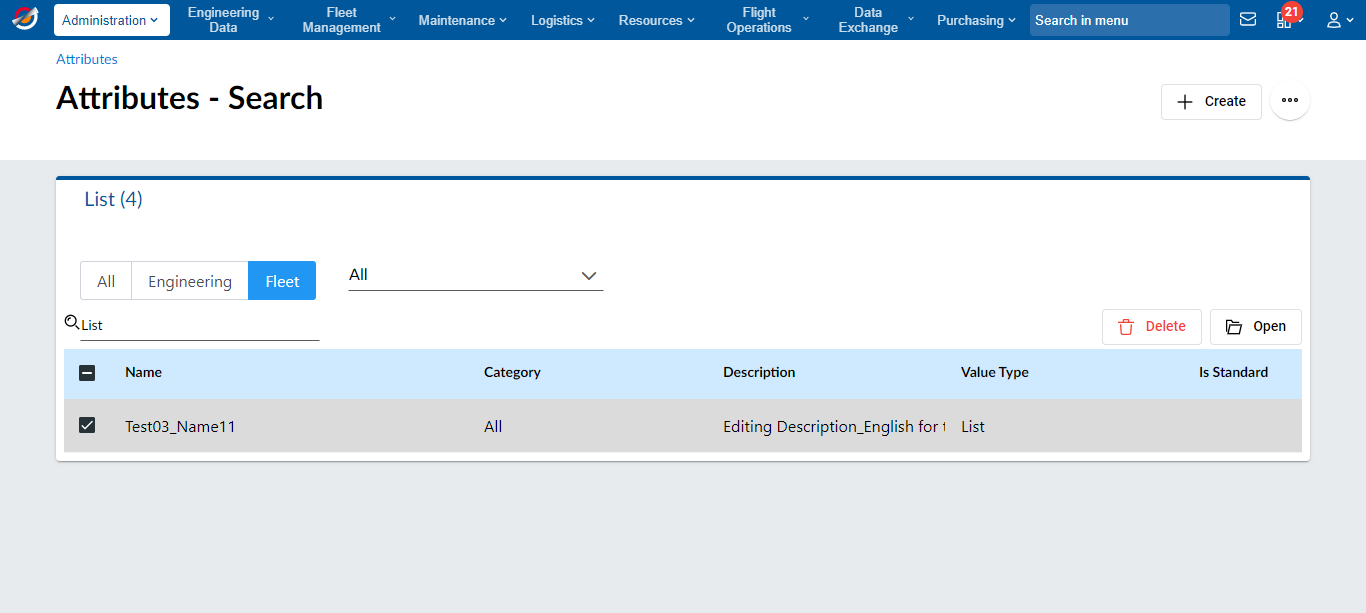 Administration
Engineering Data
Fleet Management
Maintenance
Logistics
Resources
Flight Operations
Data Exchange
Purchasing
Search in menu
21
Attributes
Attributes - Search
Create
List (4)
All
Engineering
Fleet
All
List
Delete
Open
Name Category Description Value Type Is Standard
Test03_Name11 All Editing Description_English for List